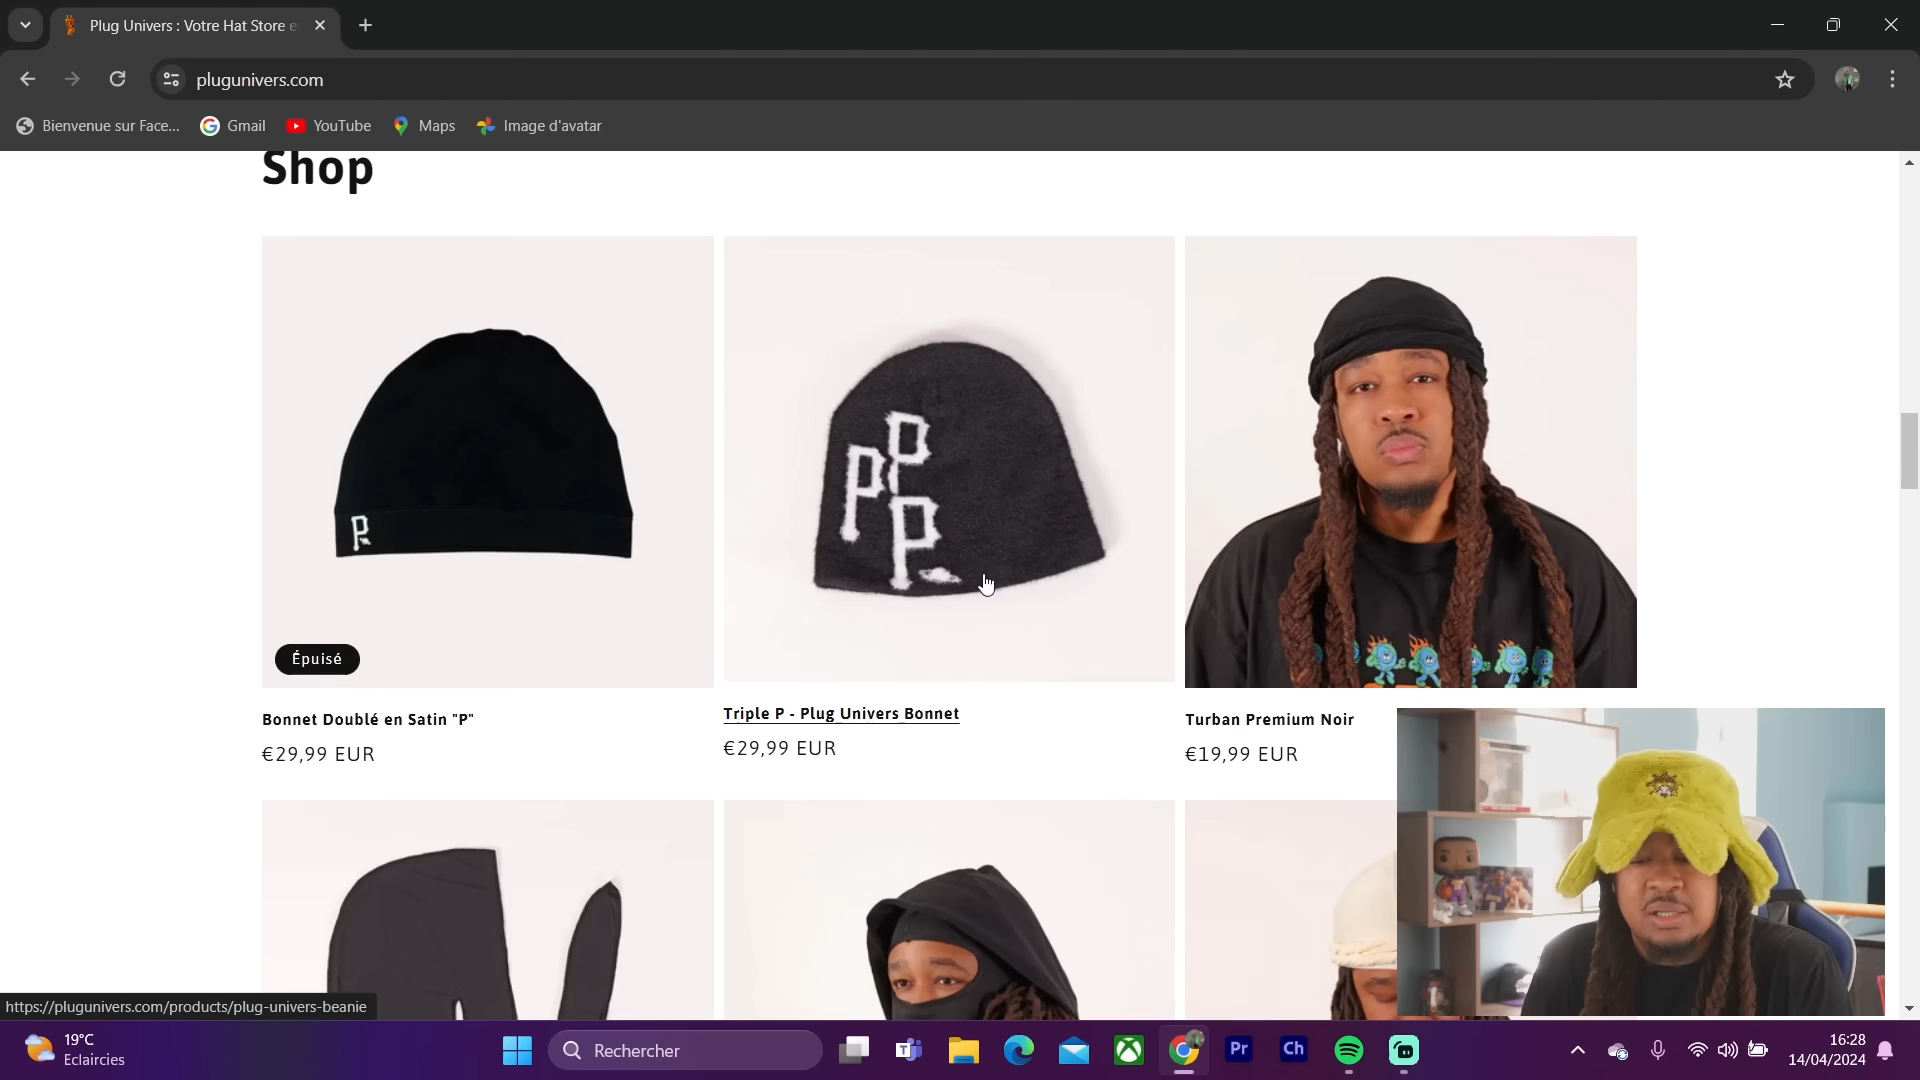 Plug Univers : Votre Hat Store e
plugunivers.com
Bienvenue sur Face...
Gmail
YouTube
Maps
Image d'avatar
Shop
P
P
P
P
Épuisé
Bonnet Doublé en Satin "P"
€29,99 EUR
Triple P - Plug Univers Bonnet
€29,99 EUR
Turban Premium Noir
€19,99 EUR
https://plugunivers.com/products/plug-univers-beanie
19°C
Eclaircies
Rechercher
Pr
Ch
16:28
14/04/2024